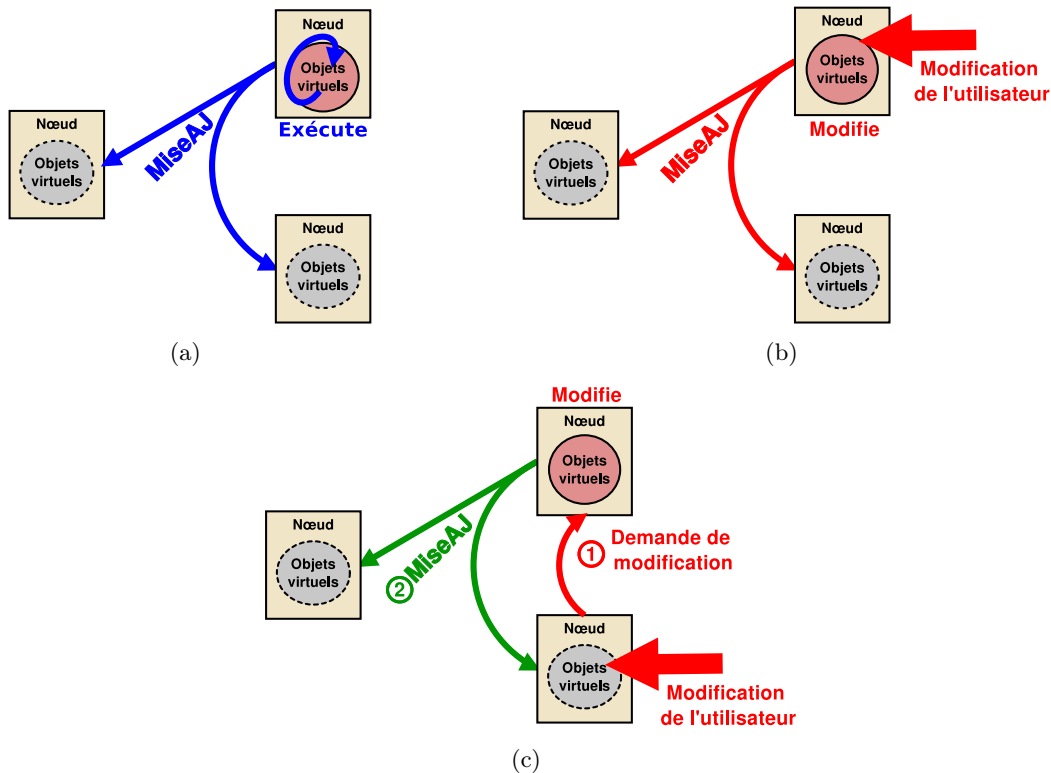 Nœud
Objets
virtuels
Exécute
MiseAJ
Nœud
Objets
virtuels
Nœud
Objets
virtuels
(a)
Nœud
Objets
virtuels
Modification
de l'utilisateur
Modifie
MiseAJ
Nœud
Objets
virtuels
Nœud
Objets
virtuels
(b)
Modifie
Nœud
Objets
virtuels
1 Demande de
modification
2 MiseAJ
Nœud
Objets
virtuels
Nœud
Objets
virtuels
Modification
de l'utilisateur
(c)